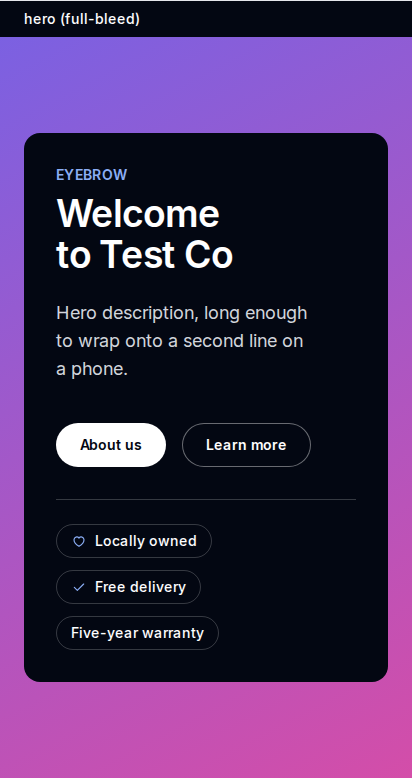 hero (full-bleed)
EYEBROW
Welcome
to Test Co
Hero description, long enough
to wrap onto a second line on
a phone.
About us
Learn more
Locally owned
Free delivery
Five-year warranty